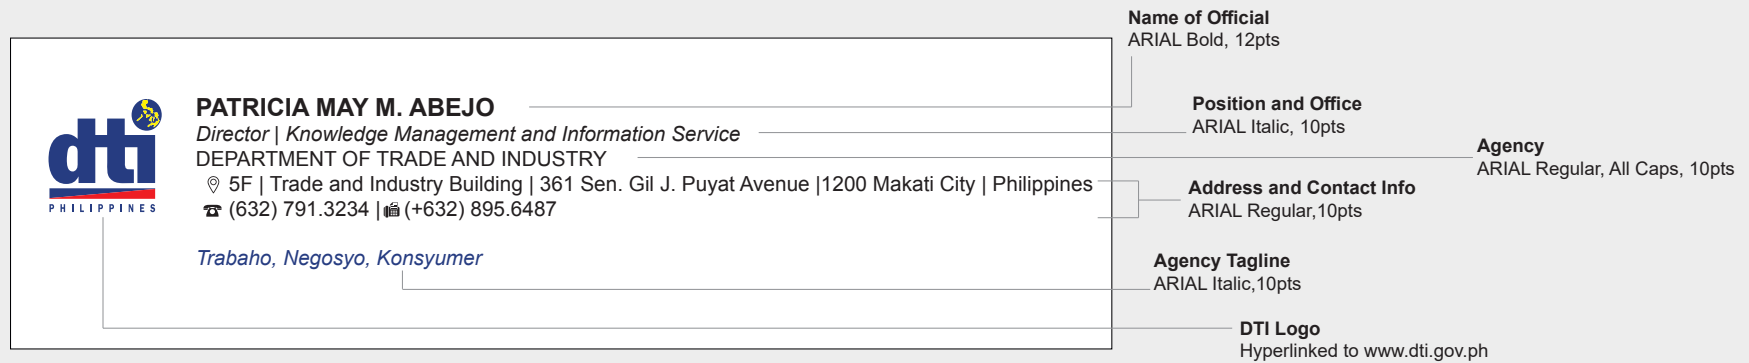 Name of Official
ARIAL Bold, 12pts
dti
PHILIPPINES
PATRICIA MAY M. ABEJO
Director | Knowledge Management and Information Service
DEPARTMENT OF TRADE AND INDUSTRY
5F | Trade and Industry Building | 361 Sen. Gil J. Puyat Avenue |1200 Makati City | Philippines
(632) 791.3234 | (+632) 895.6487
Trabaho, Negosyo, Konsyumer
Position and Office
ARIAL Italic, 10pts
Agency
ARIAL Regular, All Caps, 10pts
Address and Contact Info
ARIAL Regular,10pts
Agency Tagline
ARIAL Italic,10pts
DTI Logo
Hyperlinked to www.dti.gov.ph